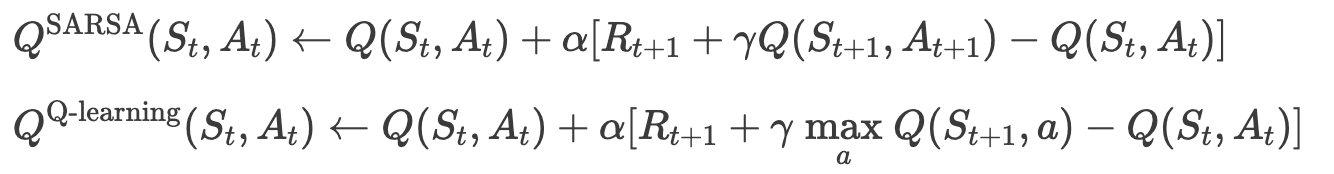 Q^SARSA(S_t, A_t) ← Q(S_t, A_t) + α[R_{t+1} + γQ(S_{t+1}, A_{t+1}) − Q(S_t, A_t)]
Q^Q-learning(S_t, A_t) ← Q(S_t, A_t) + α[R_{t+1} + γ max_a Q(S_{t+1}, a) − Q(S_t, A_t)]